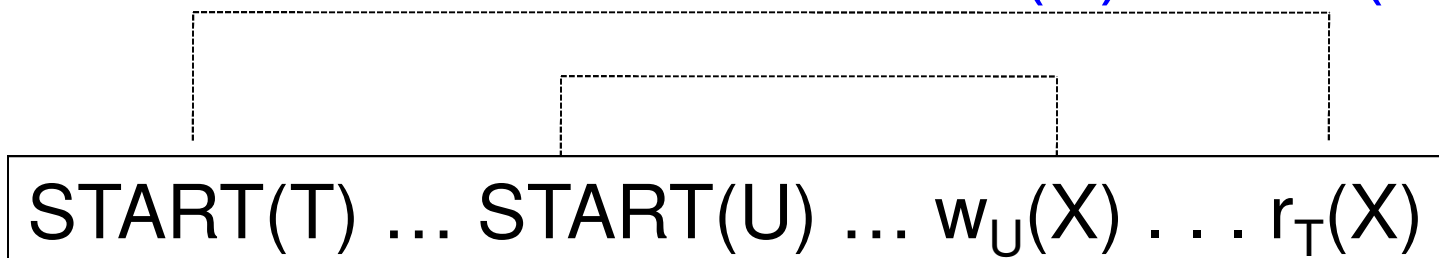 START(T) … START(U) … wU(X) . . . rT(X)